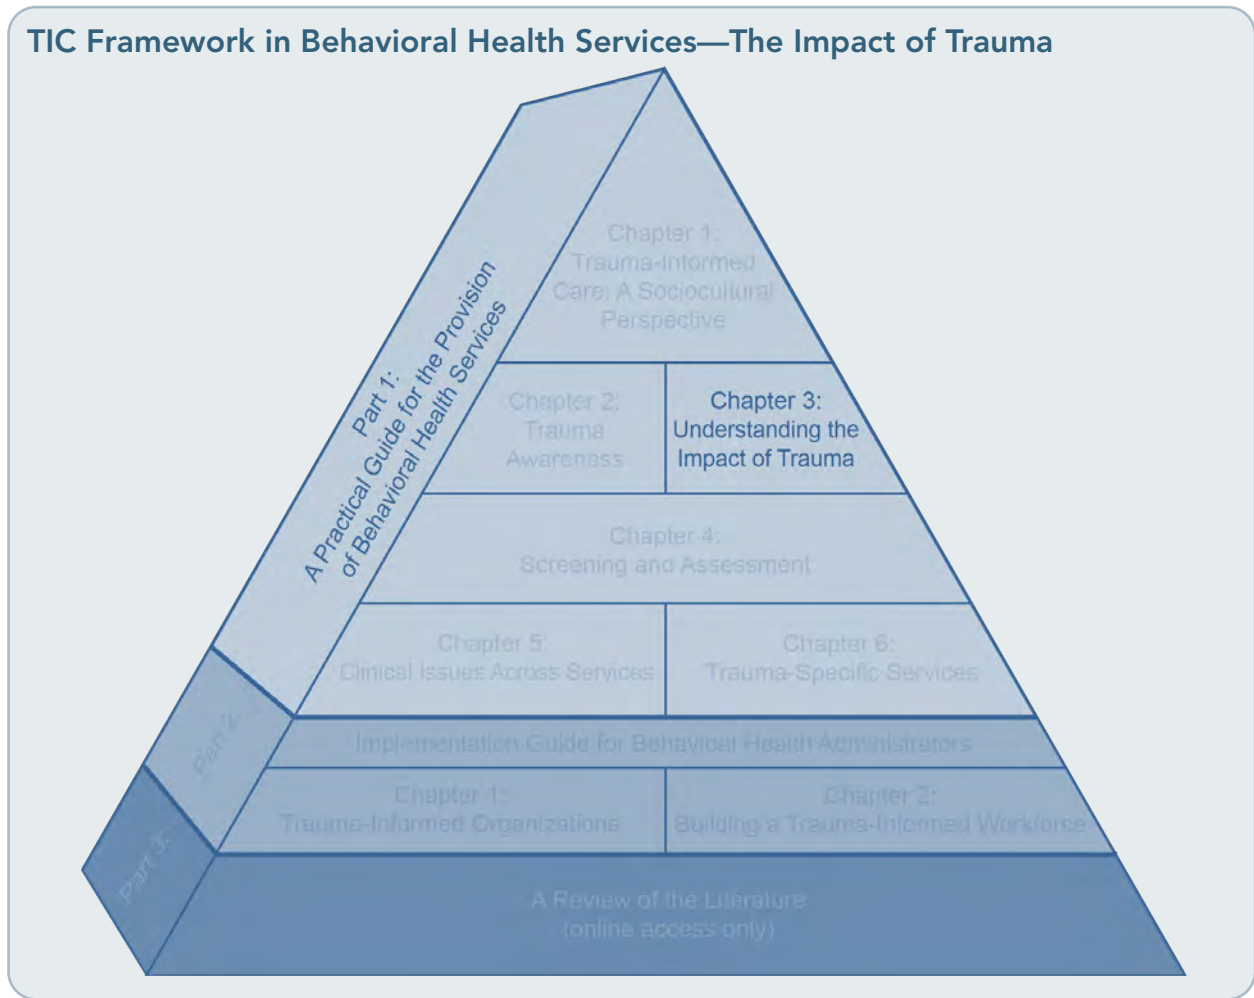 TIC Framework in Behavioral Health Services—The Impact of Trauma
Part 1:
A Practical Guide for the Provision
of Behavioral Health Services
Chapter 1:
Trauma-Informed
Care: A Sociocultural
Perspective
Chapter 2:
Trauma
Awareness
Chapter 3:
Understanding the
Impact of Trauma
Chapter 4:
Screening and Assessment
Chapter 5:
Clinical Issues Across Services
Chapter 6:
Trauma-Specific Services
Part 2:
Implementation Guide for Behavioral Health Administrators
Chapter 1:
Trauma-Informed Organizations
Chapter 2:
Building a Trauma-Informed Workforce
Part 3:
A Review of the Literature
(online access only)